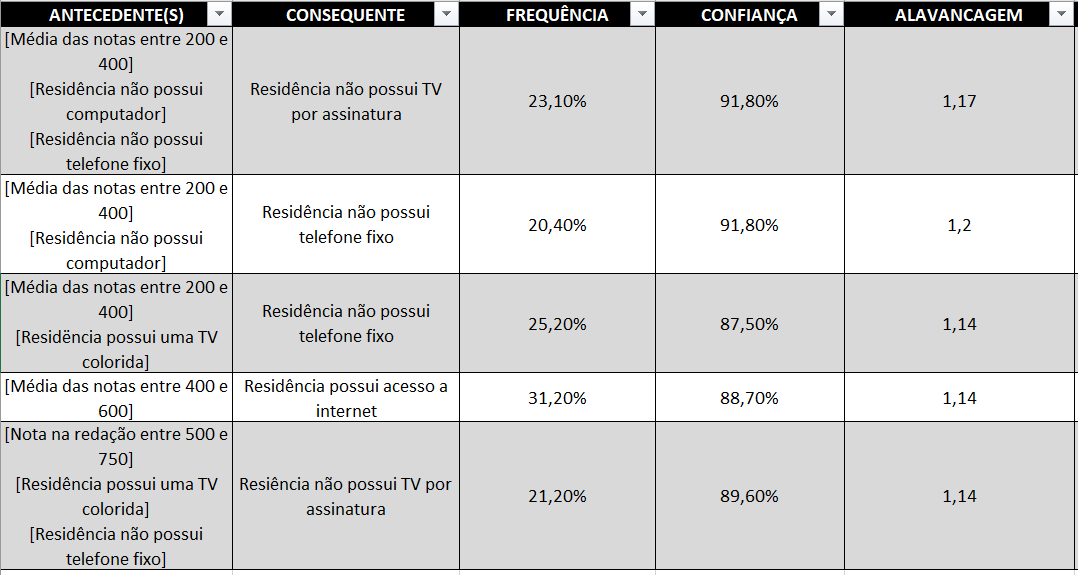 ANTECEDENTE(S) CONSEQUENTE FREQUÊNCIA CONFIANÇA ALAVANCAGEM
[Média das notas entre 200 e
400]
[Residência não possui
computador]
[Residência não possui
telefone fixo]
Residência não possui TV
por assinatura
23,10%
91,80%
1,17
[Média das notas entre 200 e
400]
[Residência não possui
computador]
Residência não possui
telefone fixo
20,40%
91,80%
1,2
[Média das notas entre 200 e
400]
[Residência possui uma TV
colorida]
Residência não possui
telefone fixo
25,20%
87,50%
1,14
[Média das notas entre 400 e
600]
Residência possui acesso a
internet
31,20%
88,70%
1,14
[Nota na redação entre 500 e
750]
[Residência possui uma TV
colorida]
[Residência não possui
telefone fixo]
Resiência não possui TV por
assinatura
21,20%
89,60%
1,14